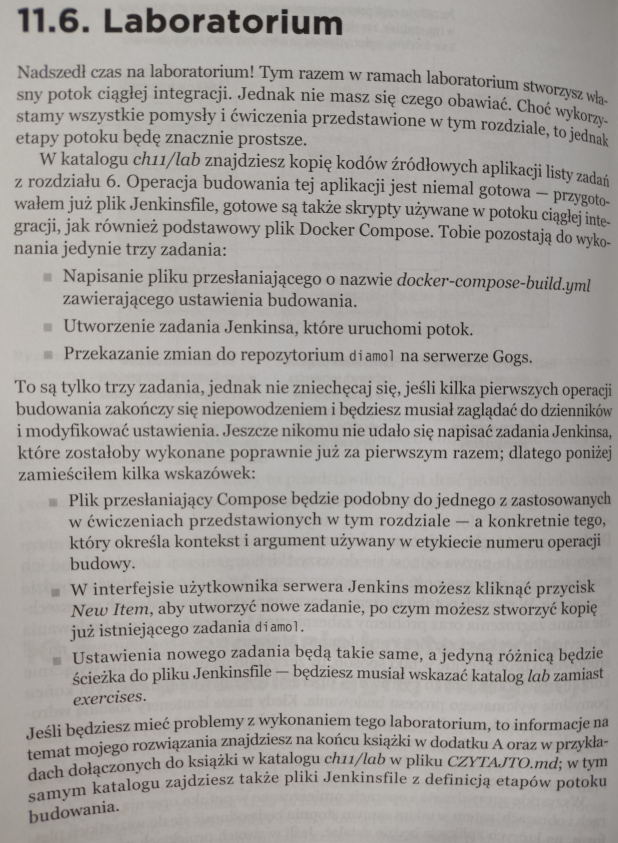 11.6. Laboratorium
Nadszedł czas na laboratorium! Tym razem w ramach laboratorium stworzysz wła-
sny potok ciągłej integracji. Jednak nie masz się czego obawiać. Choć wykorzy-
stamy wszystkie pomysły i ćwiczenia przedstawione w tym rozdziale, to jednak
etapy potoku będę znacznie prostsze.
W katalogu ch11/lab znajdziesz kopię kodów źródłowych aplikacji listy zadań
z rozdziału 6. Operacja budowania tej aplikacji jest niemal gotowa — przygoto-
wałem już plik Jenkinsfile, gotowe są także skrypty używane w potoku ciągłej inte-
gracji, jak również podstawowy plik Docker Compose. Tobie pozostają do wyko-
nania jedynie trzy zadania:
■ Napisanie pliku przesłaniającego o nazwie docker-compose-build.yml
zawierającego ustawienia budowania.
■ Utworzenie zadania Jenkinsa, które uruchomi potok.
■ Przekazanie zmian do repozytorium diamol na serwerze Gogs.
To są tylko trzy zadania, jednak nie zniechęcaj się, jeśli kilka pierwszych operacji
budowania zakończy się niepowodzeniem i będziesz musiał zaglądać do dzienników
i modyfikować ustawienia. Jeszcze nikomu nie udało się napisać zadania Jenkinsa,
które zostałoby wykonane poprawnie już za pierwszym razem; dlatego poniżej
zamieściłem kilka wskazówek:
■ Plik przesłaniający Compose będzie podobny do jednego z zastosowanych
w ćwiczeniach przedstawionych w tym rozdziale — a konkretnie tego,
który określa kontekst i argument używany w etykiecie numeru operacji
budowy.
■ W interfejsie użytkownika serwera Jenkins możesz kliknąć przycisk
New Item, aby utworzyć nowe zadanie, po czym możesz stworzyć kopię
już istniejącego zadania diamol.
■ Ustawienia nowego zadania będą takie same, a jedyną różnicą będzie
ścieżka do pliku Jenkinsfile — będziesz musiał wskazać katalog lab zamiast
exercises.
Jeśli będziesz mieć problemy z wykonaniem tego laboratorium, to informacje na
temat mojego rozwiązania znajdziesz na końcu książki w dodatku A oraz w przykła-
dach dołączonych do książki w katalogu ch11/lab w pliku CZYTAJTO.md; w tym
samym katalogu zajdziesz także pliki Jenkinsfile z definicją etapów potoku
budowania.